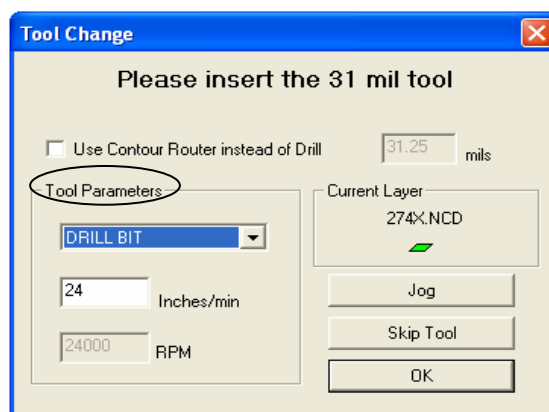 Tool Change
Please insert the 31 mil tool
Use Contour Router instead of Drill
31.25 mils
Tool Parameters
DRILL BIT
24 Inches/min
24000 RPM
Current Layer
274X.NCD
Jog
Skip Tool
OK